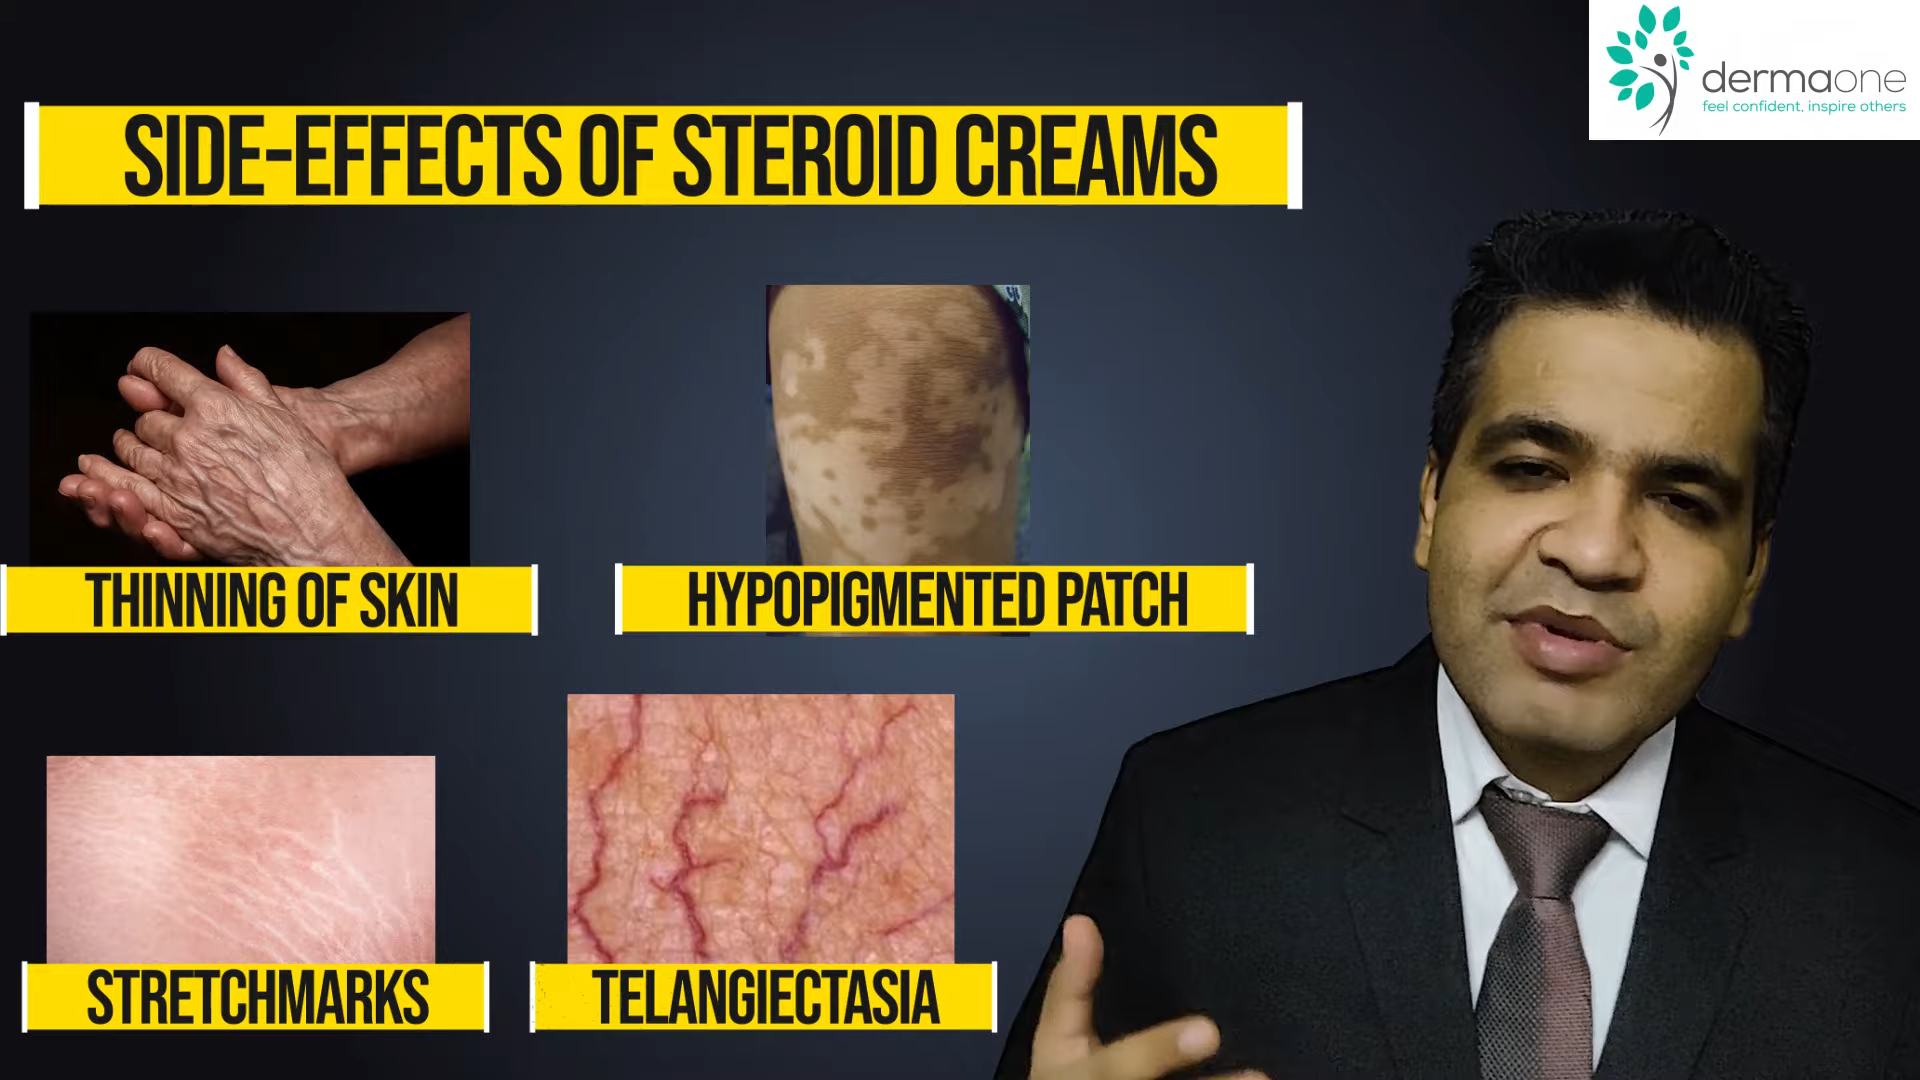 dermaone
feel confident, inspire others
SIDE-EFFECTS OF STEROID CREAMS
THINNING OF SKIN
HYPOPIGMENTED PATCH
STRETCHMARKS
TELANGIECTASIA